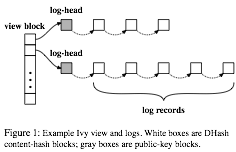 log-head
view block
log-head
log records
Figure 1: Example Ivy view and logs. White boxes are DHash
content-hash blocks; gray boxes are public-key blocks.